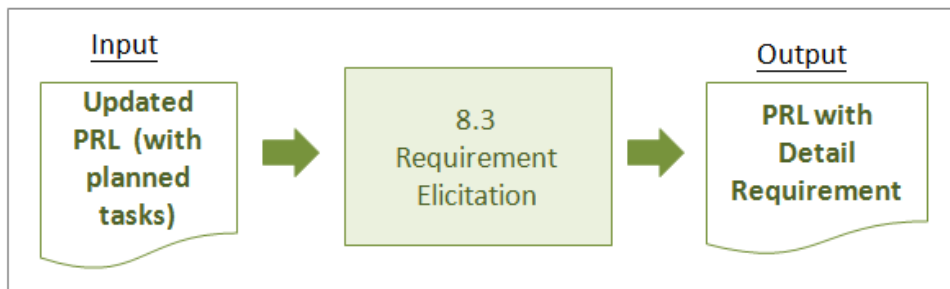 Input
Updated
PRL (with
planned
tasks)
8.3
Requirement
Elicitation
Output
PRL with
Detail
Requirement